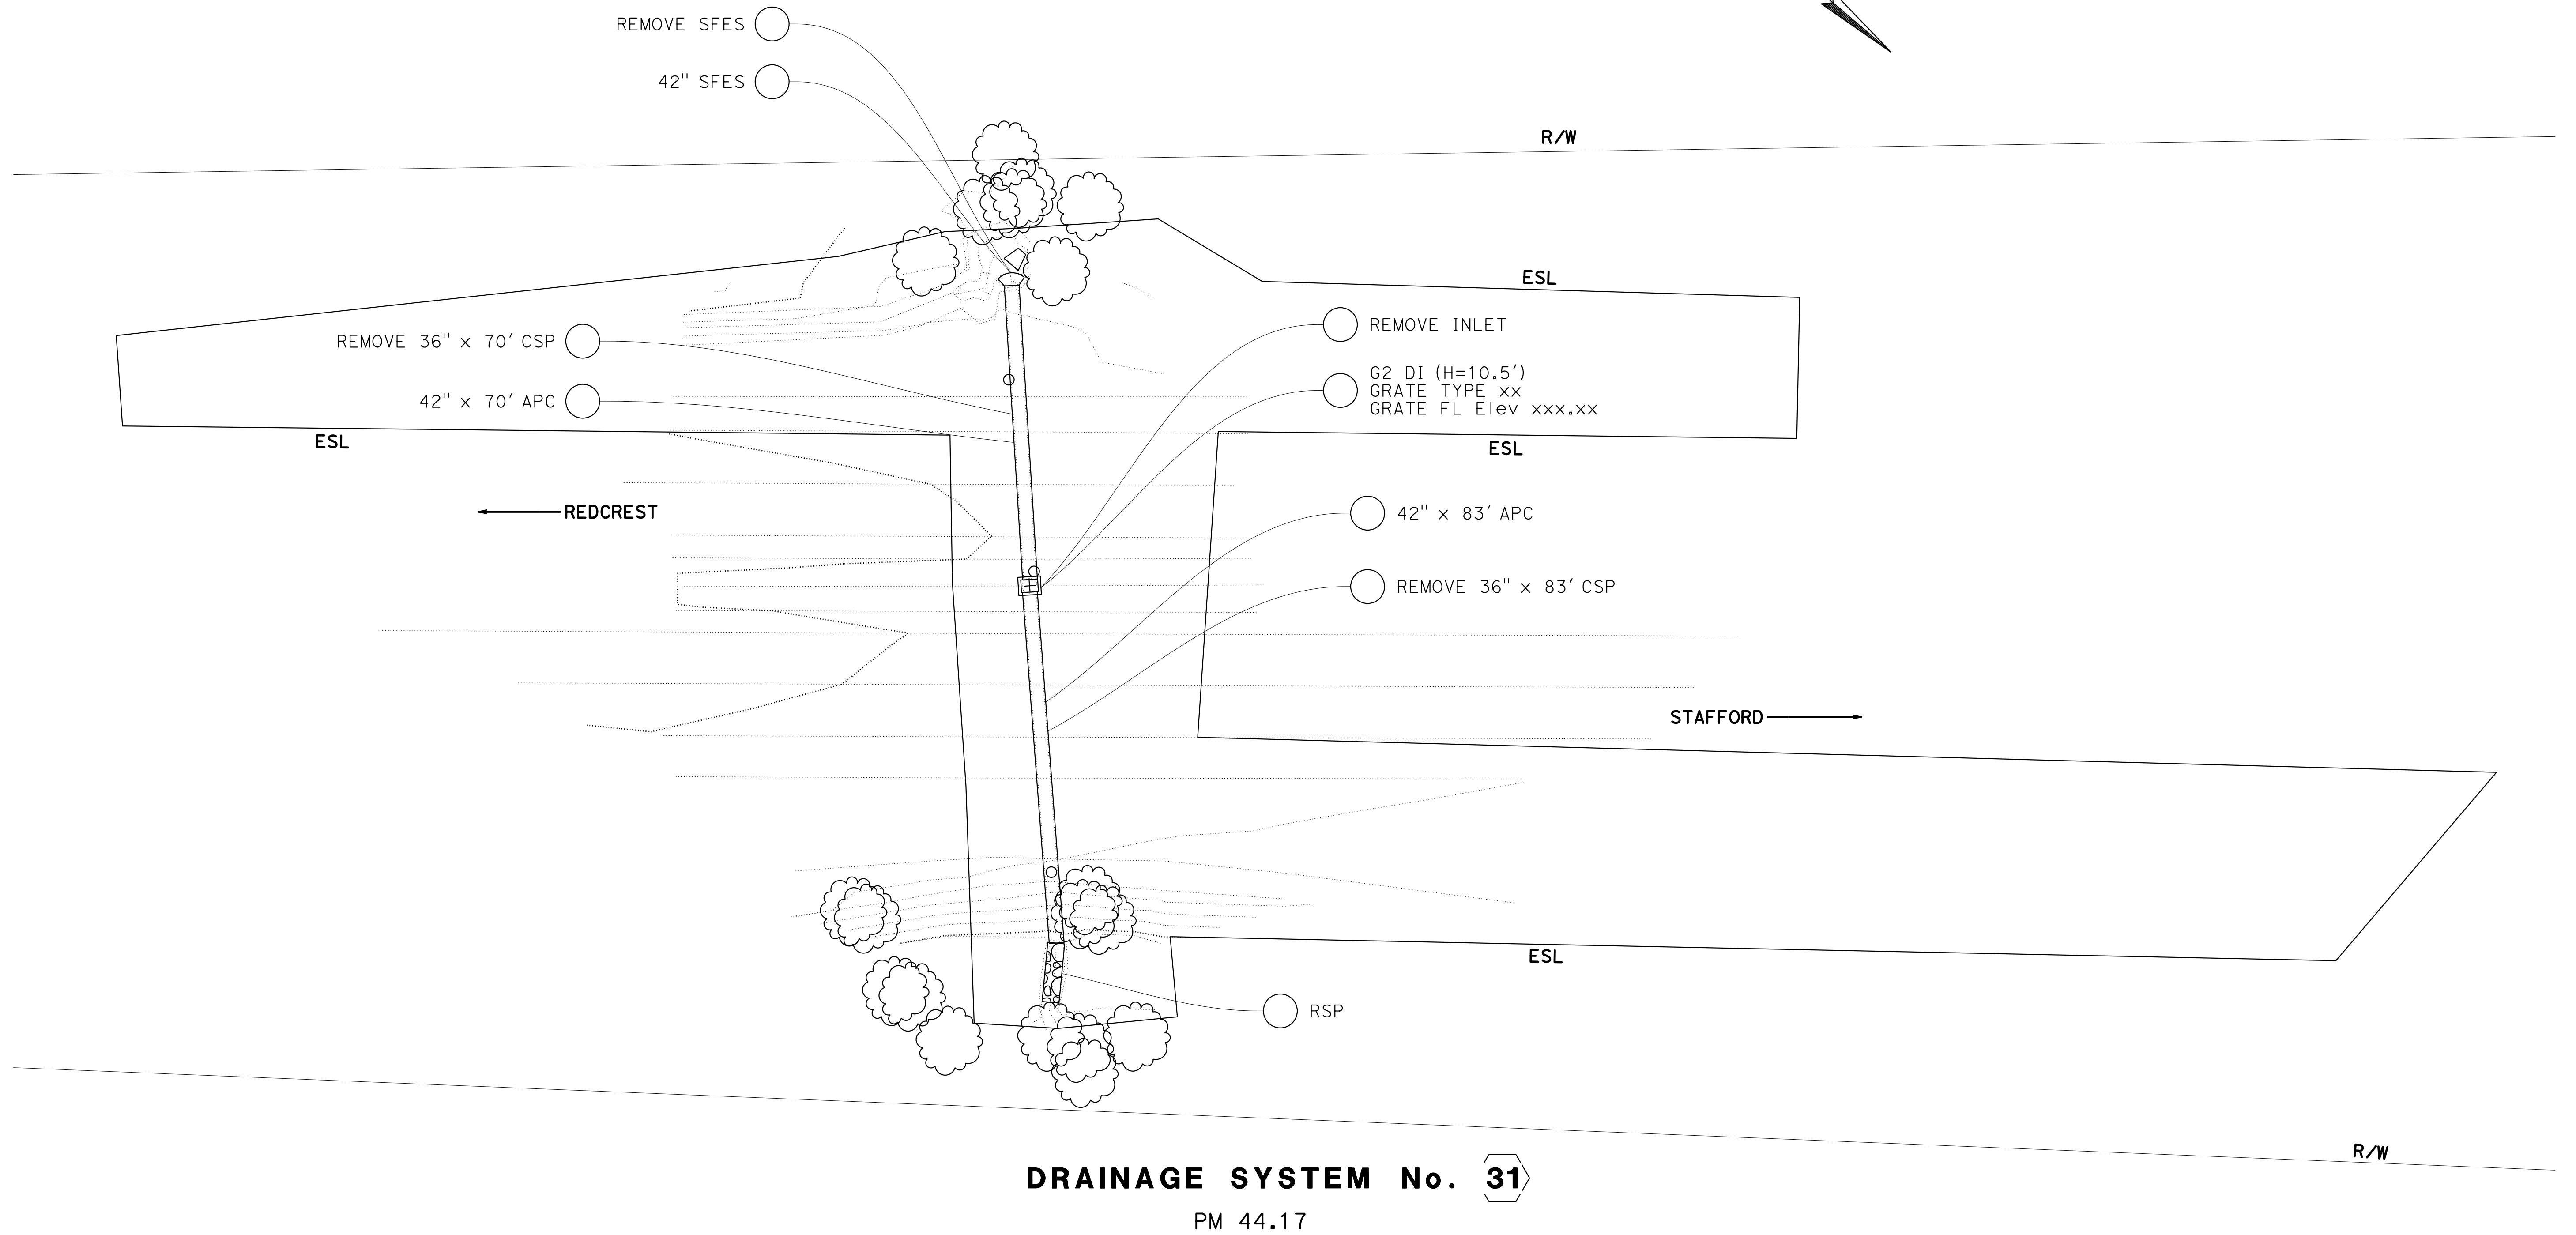 REMOVE SFES
42" SFES
R/W
ESL
REMOVE INLET
REMOVE 36" x 70' CSP
G2 DI (H=10.5')
GRATE TYPE xx
GRATE FL Elev xxx.xx
42" x 70' APC
ESL
ESL
REDCREST
42" x 83' APC
REMOVE 36" x 83' CSP
STAFFORD
ESL
RSP
R/W
DRAINAGE SYSTEM No. 31
PM 44.17